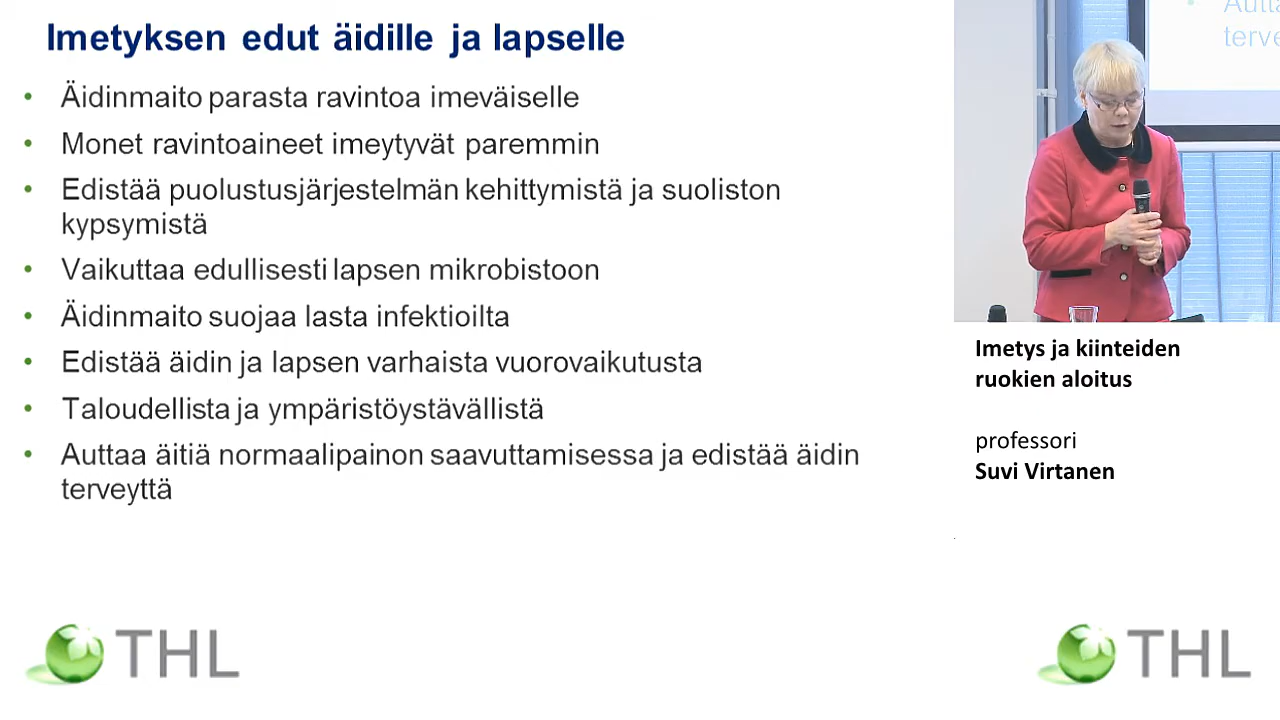 Imetyksen edut äidille ja lapselle
• Äidinmaito parasta ravintoa imeväiselle
• Monet ravintoaineet imeytyvät paremmin
• Edistää puolustusjärjestelmän kehittymistä ja suoliston
kypsymistä
• Vaikuttaa edullisesti lapsen mikrobistoon
• Äidinmaito suojaa lasta infektioilta
• Edistää äidin ja lapsen varhaista vuorovaikutusta
• Taloudellista ja ympäristöystävällistä
• Auttaa äitiä normaalipainon saavuttamisessa ja edistää äidin
terveyttä
Imetys ja kiinteiden
ruokien aloitus
professori
Suvi Virtanen
THL
THL